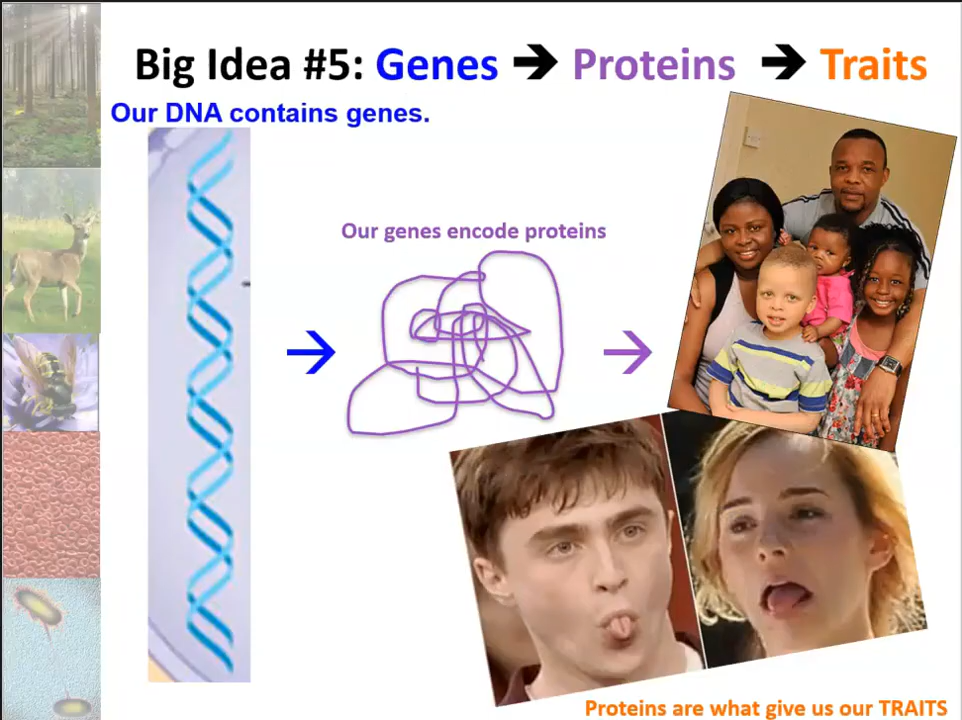 Big Idea #5: Genes → Proteins → Traits
Our DNA contains genes.
Our genes encode proteins
Proteins are what give us our TRAITS